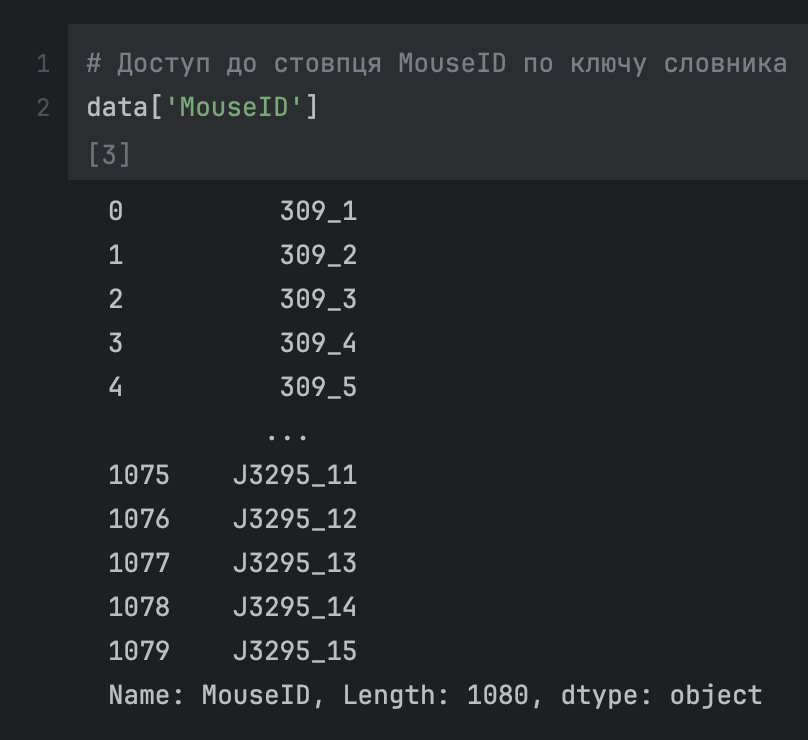 1 # Доступ до стовпця MouseID по ключу словника
2 data['MouseID']
[3]
0 309_1
1 309_2
2 309_3
3 309_4
4 309_5
...
1075 J3295_11
1076 J3295_12
1077 J3295_13
1078 J3295_14
1079 J3295_15
Name: MouseID, Length: 1080, dtype: object